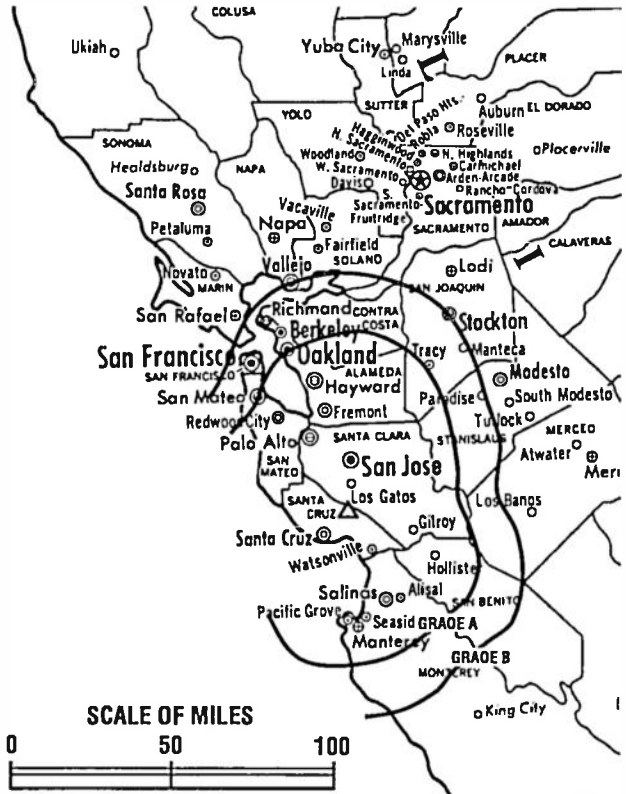 COLUSA
Ukiah
Marysville
Yuba City
Linda
PLACER
SUTTER
Auburn
EL DORADO
Del Paso Hts.
YOLO
Robla
Roseville
SONOMA
Hagginwood
N. Sacramento
Placerville
Woodland
N. Highlands
NAPA
Carmichael
Healdsburg
W. Sacramento
Arden-Arcade
Davis
Rancho-Cordova
Santa Rosa
S.
Sacramento
Sacramento-
Fruitridge
Vacaville
Napa
Petaluma
AMADOR
SACRAMENTO
Fairfield
CALAVERAS
SOLANO
Vallejo
Lodi
Novato
MARIN
SAN JOAQUIN
San Rafael
Richmand
CONTRA
COSTA
Stockton
Berkeley
Oakland
Manteca
San Francisco
Tracy
ALAMEDA
Modesto
SAN FRANCISCO
Hayward
San Mateo
Paradise
South Modesto
Redwood City
Fremont
Turlock
Palo Alto
SANTA CLARA
STANISLAUS
MERCED
SAN
MATEO
San Jose
Atwater
Mer
Los Gatos
SANTA
CRUZ
Los Banos
Santa Cruz
Gilroy
Watsonville
Holliste
Salinas
Alisal
SAN BENITO
Pacific Grove
Seasid
GRAOE A
Monterey
GRAOE B
MONTEREY
King City
SCALE OF MILES
0 50 100